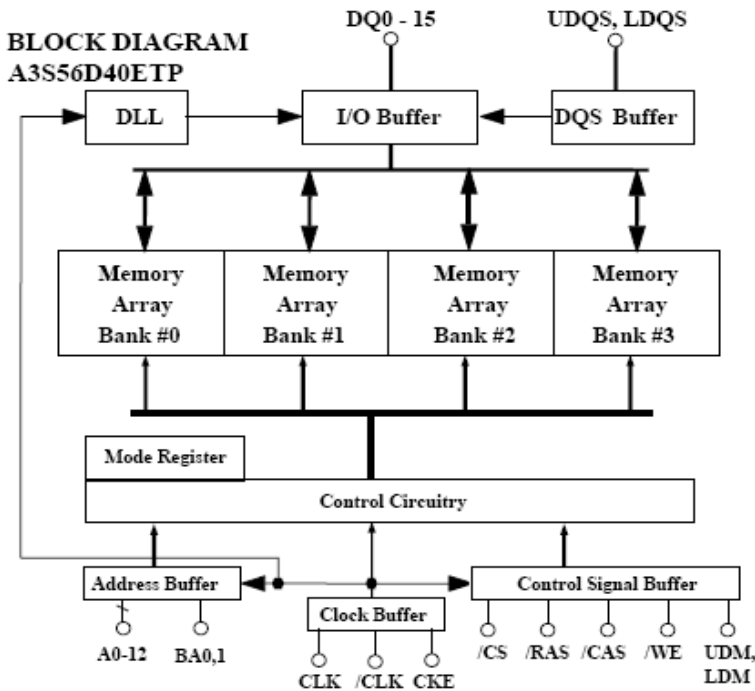 DQ0 - 15
UDQS, LDQS
BLOCK DIAGRAM
A3S56D40ETP
DLL
I/O Buffer
DQS Buffer
Memory
Array
Bank #0
Memory
Array
Bank #1
Memory
Array
Bank #2
Memory
Array
Bank #3
Mode Register
Control Circuitry
Address Buffer
Clock Buffer
Control Signal Buffer
A0-12
BA0,1
CLK
/CLK
CKE
/CS
/RAS
/CAS
/WE
UDM,
LDM